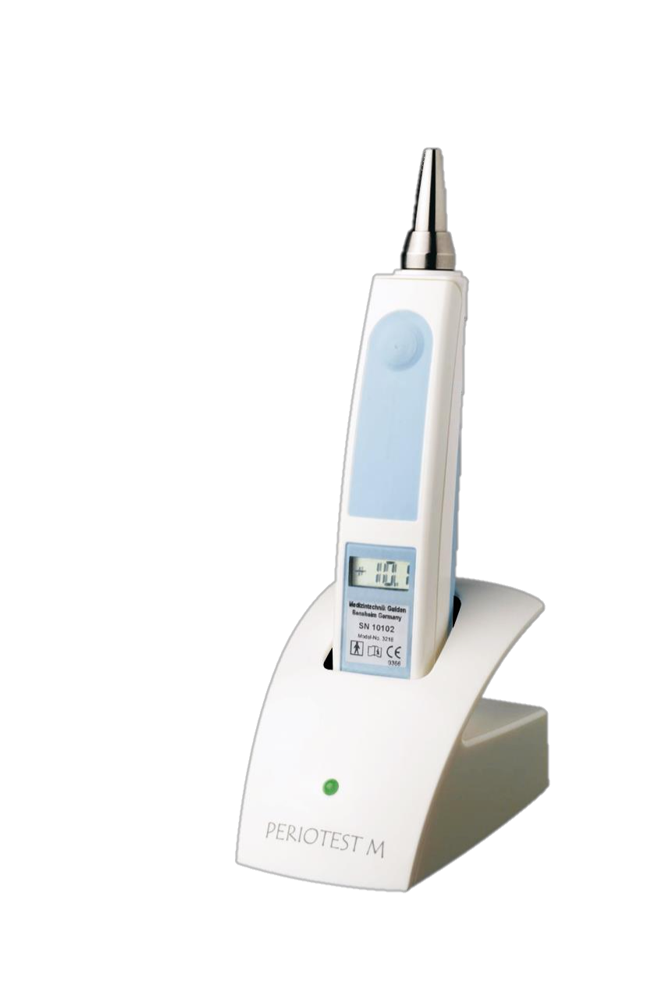 + 10.1
Medizintechnik Gulden
Bensheim Germany
SN 10102
Model-No. 3218
CE
0366
PERIOTEST M